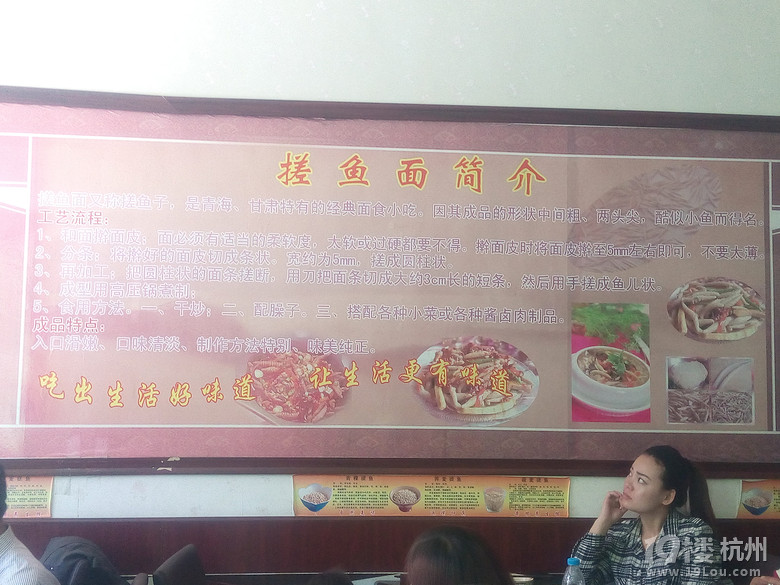 搓鱼面简介
搓鱼面又称搓鱼子，是青海、甘肃特有的经典面食小吃。因其成品的形状中间粗、两头尖，酷似小鱼而得名。
工艺流程：
1、和面擀面皮：面必须有适当的柔软度，太软或过硬都要不得。擀面皮时将面皮擀至5mm左右即可，不要太薄
2、分条：将擀好的面皮切成条状。宽约为5mm，搓成圆柱状。
3、再加工：把圆柱状的面条搓断，用刀把面条切成大约3cm长的短条，然后用手搓成鱼儿状。
4、成型用高压锅煮制；
5、食用方法。一、干炒；二、配臊子。三、搭配各种小菜或各种酱卤肉制品。
成品特点：
入口滑嫩、口味清淡、制作方法特别、味美纯正。
吃出生活好味道 让生活更有味道
19楼杭州
www.19lou.com